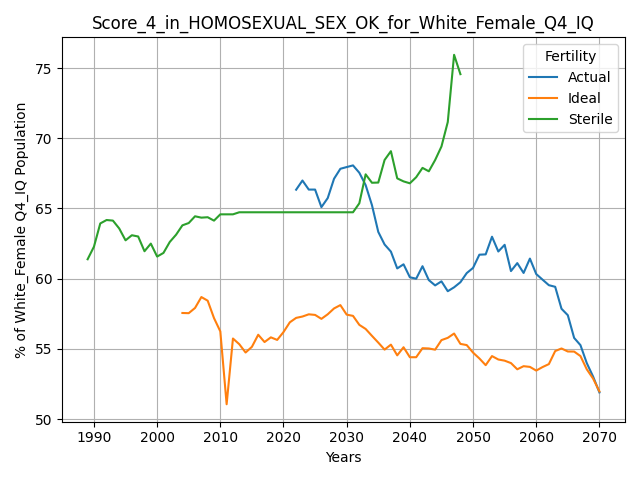 Score_4_in_HOMOSEXUAL_SEX_OK_for_White_Female_Q4_IQ
% of White_Female Q4_IQ Population
75
70
65
60
55
50
Fertility
Actual
Ideal
Sterile
1990 2000 2010 2020 2030 2040 2050 2060 2070
Years